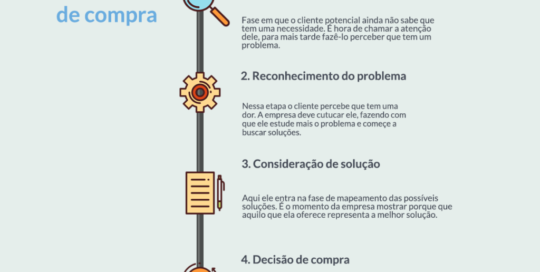 de compra
Fase em que o cliente potencial ainda não sabe que
tem uma necessidade. É hora de chamar a atenção
dele, para mais tarde fazê-lo perceber que tem um
problema.
2. Reconhecimento do problema
Nessa etapa o cliente percebe que tem uma
dor. A empresa deve cutucar ele, fazendo com
que ele estude mais o problema e começe a
buscar soluções.
3. Consideração de solução
Aqui ele entra na fase de mapeamento das possíveis
soluções. É o momento da empresa mostrar porque que
aquilo que ela oferece representa a melhor solução.
4. Decisão de compra